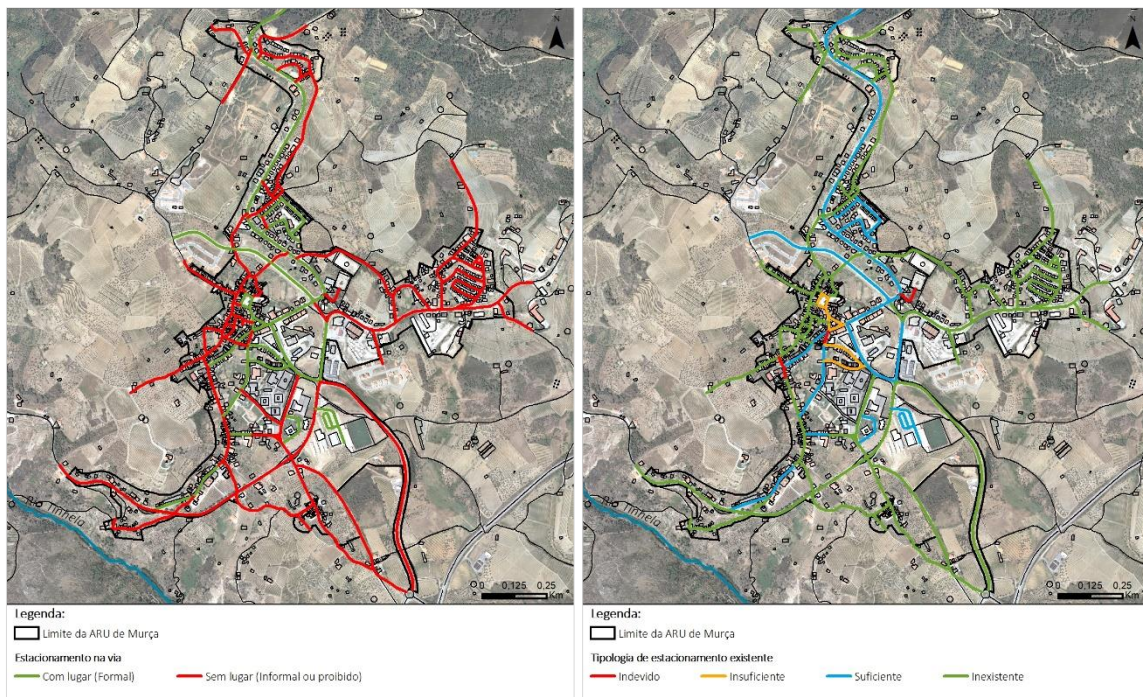 N
Rio Tinhela
0 0.125 0.25
Km
Legenda:
Limite da ARU de Murça
Estacionamento na via
Com lugar (Formal) Sem lugar (Informal ou proibido)
N
Rio Tinhela
0 0.125 0.25
Km
Legenda:
Limite da ARU de Murça
Tipologia de estacionamento existente
Indevido Insuficiente Suficiente Inexistente